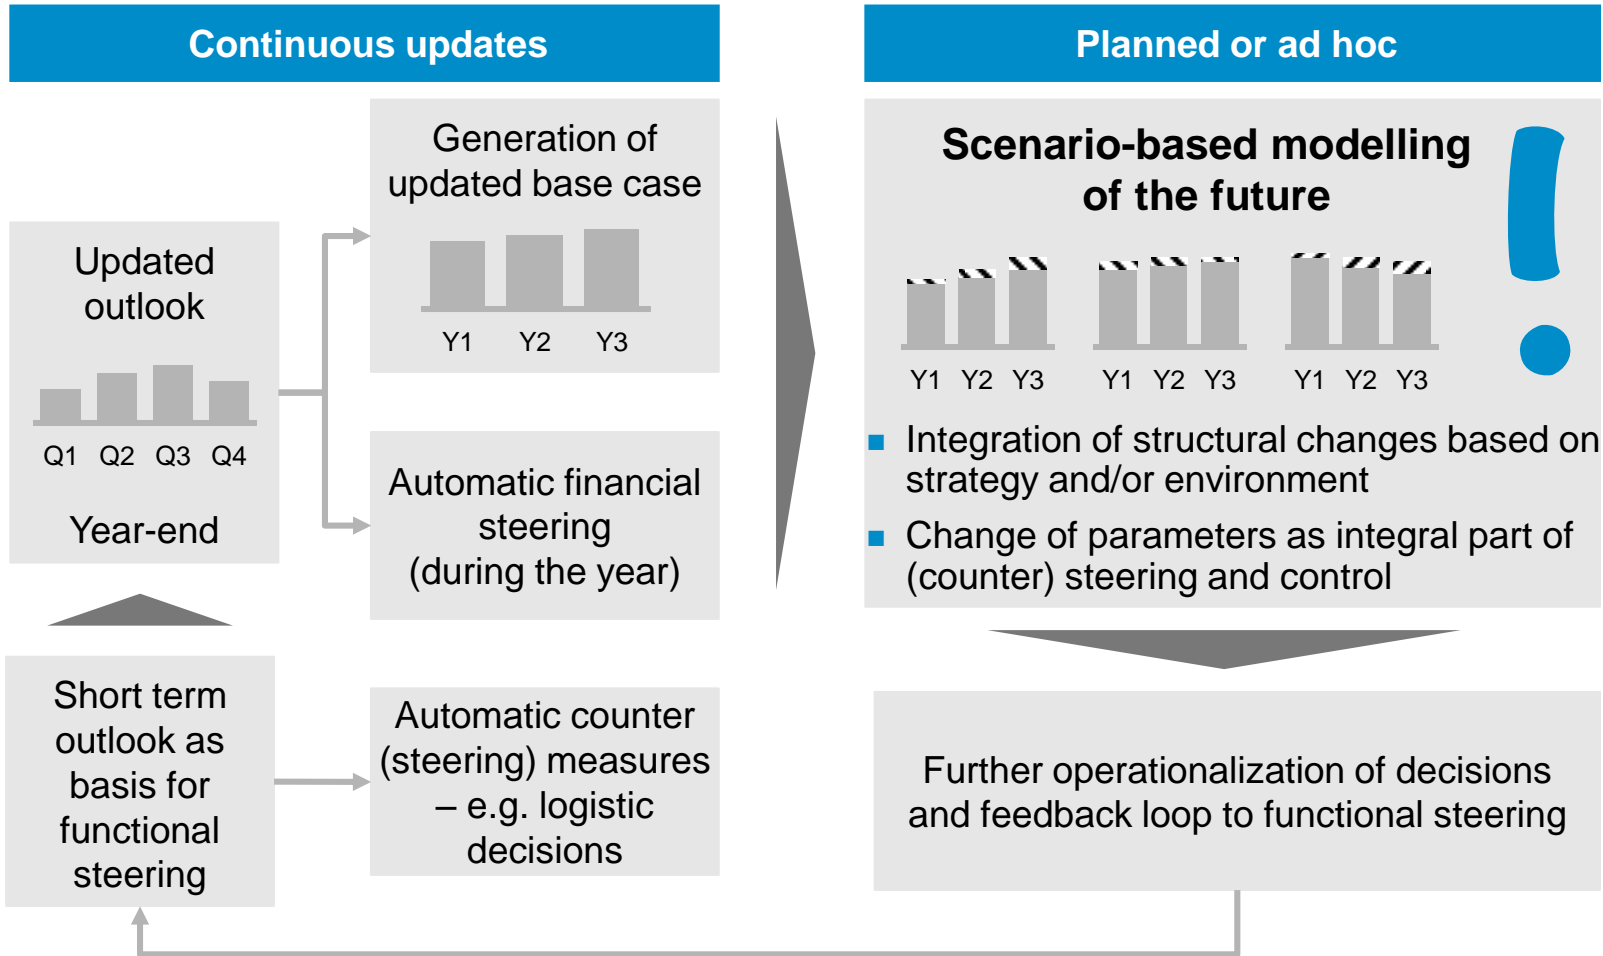 Continuous updates
Generation of
updated base case
Y1 Y2 Y3
Updated
outlook
Q1 Q2 Q3 Q4
Year-end
Automatic financial
steering
(during the year)
Short term
outlook as
basis for
functional
steering
Automatic counter
(steering) measures
– e.g. logistic
decisions
Planned or ad hoc
Scenario-based modelling
of the future
!
Y1 Y2 Y3 Y1 Y2 Y3 Y1 Y2 Y3
Integration of structural changes based on
strategy and/or environment
Change of parameters as integral part of
(counter) steering and control
Further operationalization of decisions
and feedback loop to functional steering